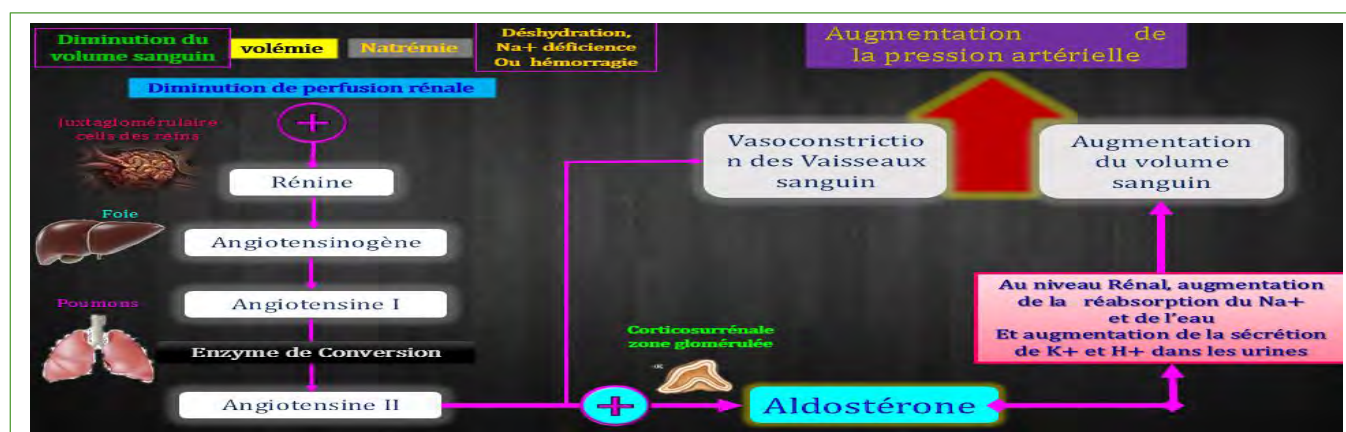 Diminution du
volume sanguin
volémie
Natrémie
Déshydration,
Na+ déficience
Ou hémorragie
Augmentation de
la pression artérielle
Diminution de perfusion rénale
Juxtaglomérulaire
cells des reins
Rénine
Vasoconstrictio
n des Vaisseaux
sanguin
Augmentation
du volume
sanguin
Foie
Angiotensinogène
Poumons
Angiotensine I
Enzyme de Conversion
Angiotensine II
Corticosurrénale
zone glomérulée
Aldostérone
Au niveau Rénal, augmentation
de la réabsorption du Na+
et de l'eau
Et augmentation de la sécrétion
de K+ et H+ dans les urines